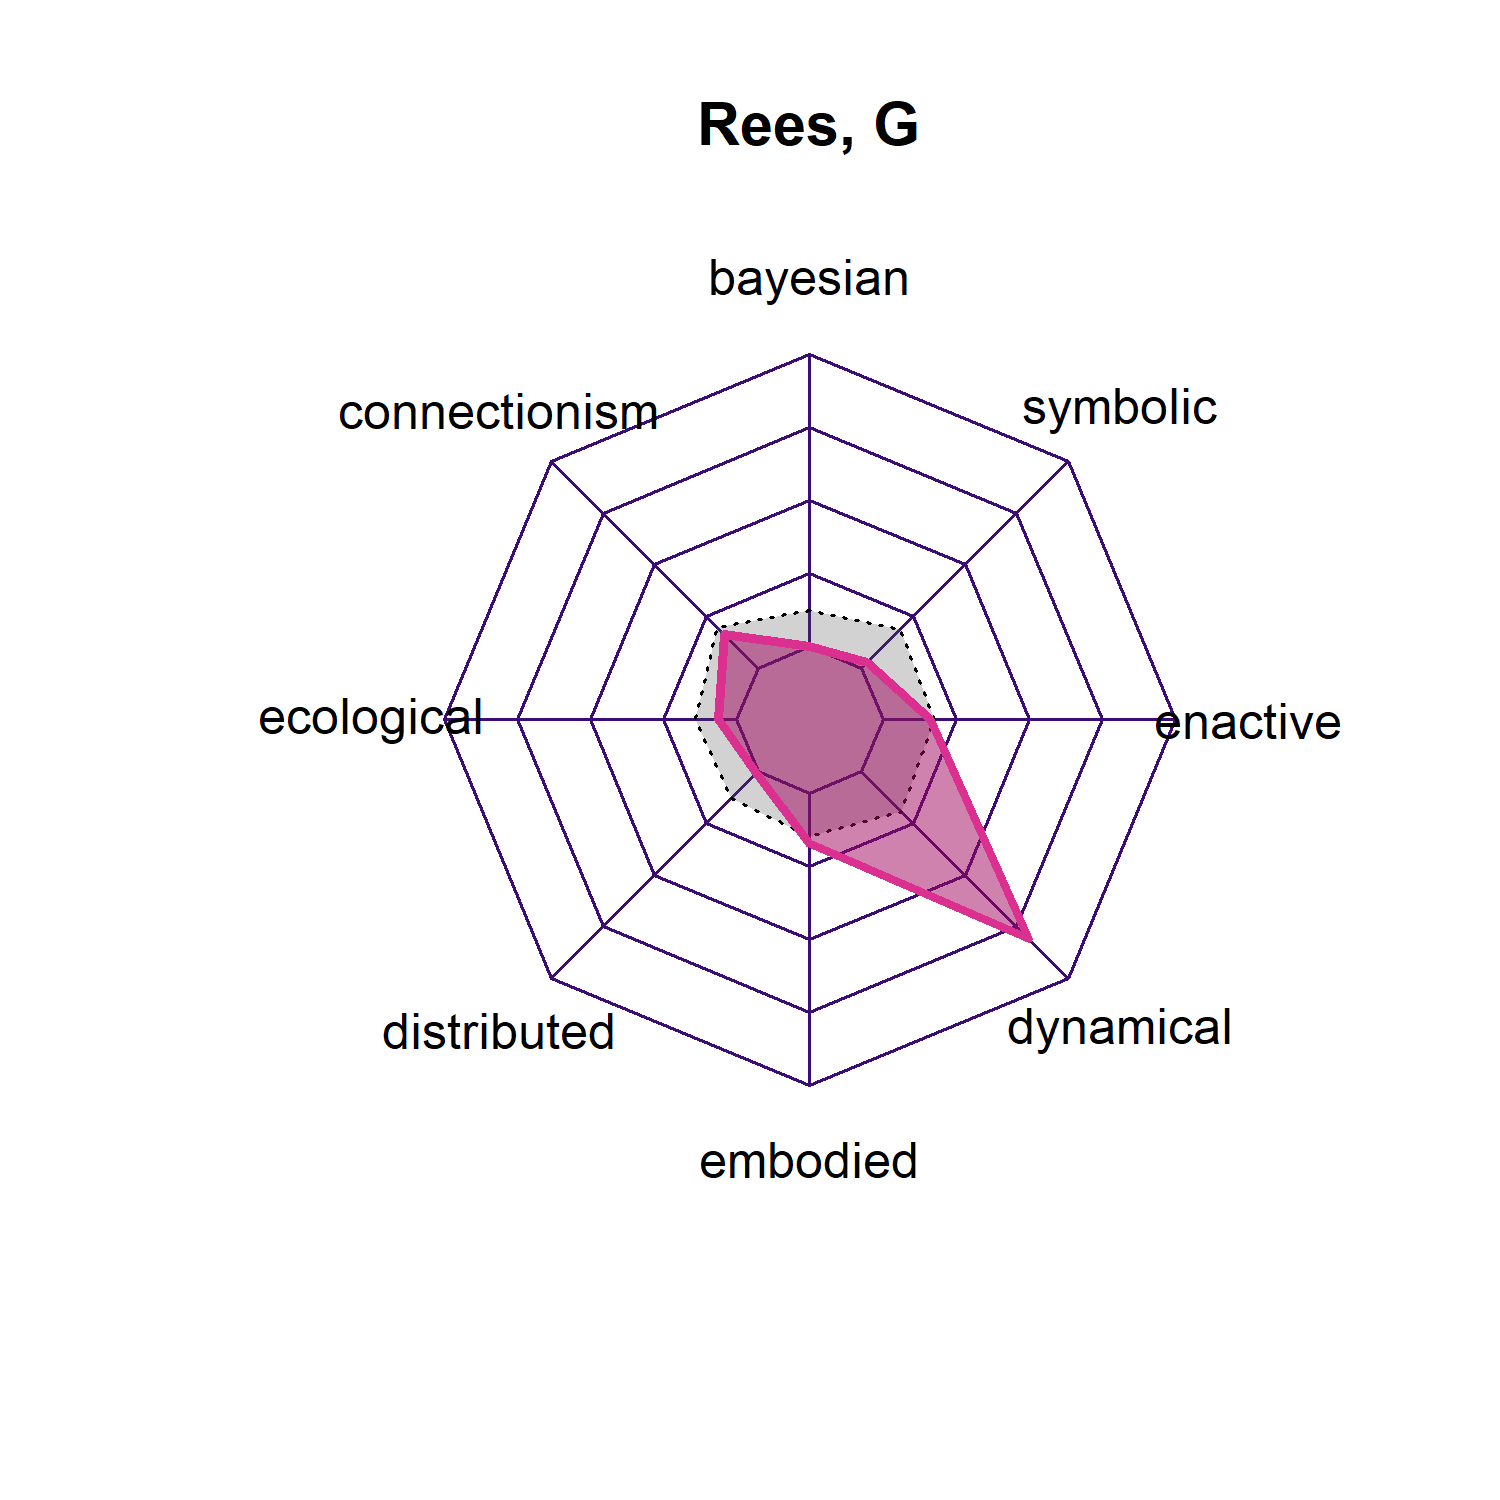 Rees, G
bayesian
symbolic
connectionism
ecological
enactive
dynamical
distributed
embodied